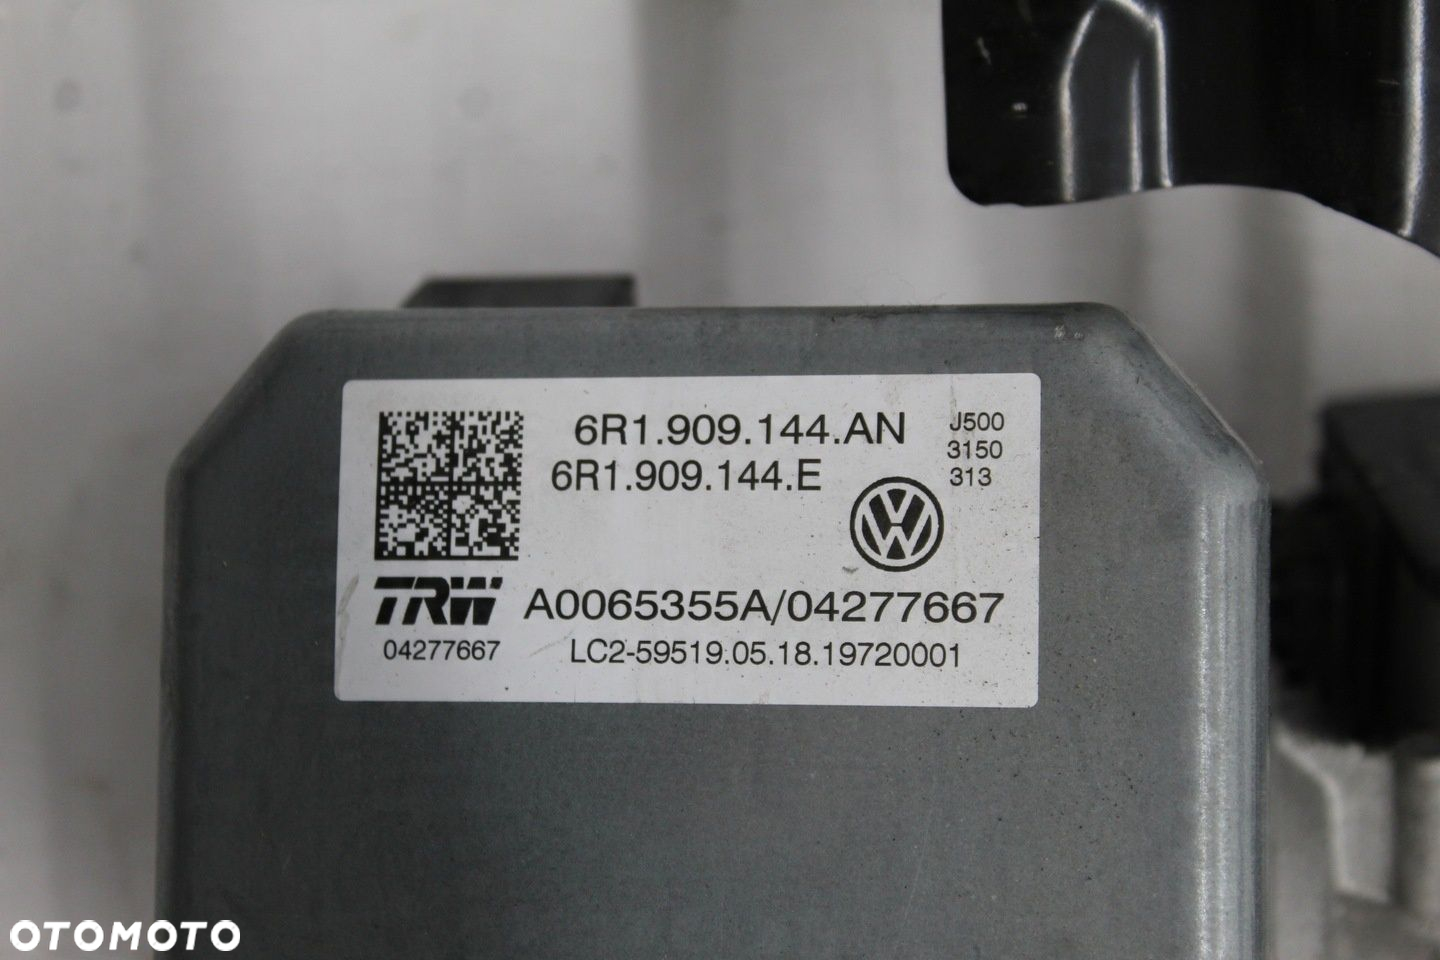 6R1.909.144.AN
6R1.909.144.E
J500
3150
313
TRW
04277667
A0065355A/04277667
LC2-59519.05.18.19720001
OTOMOTO